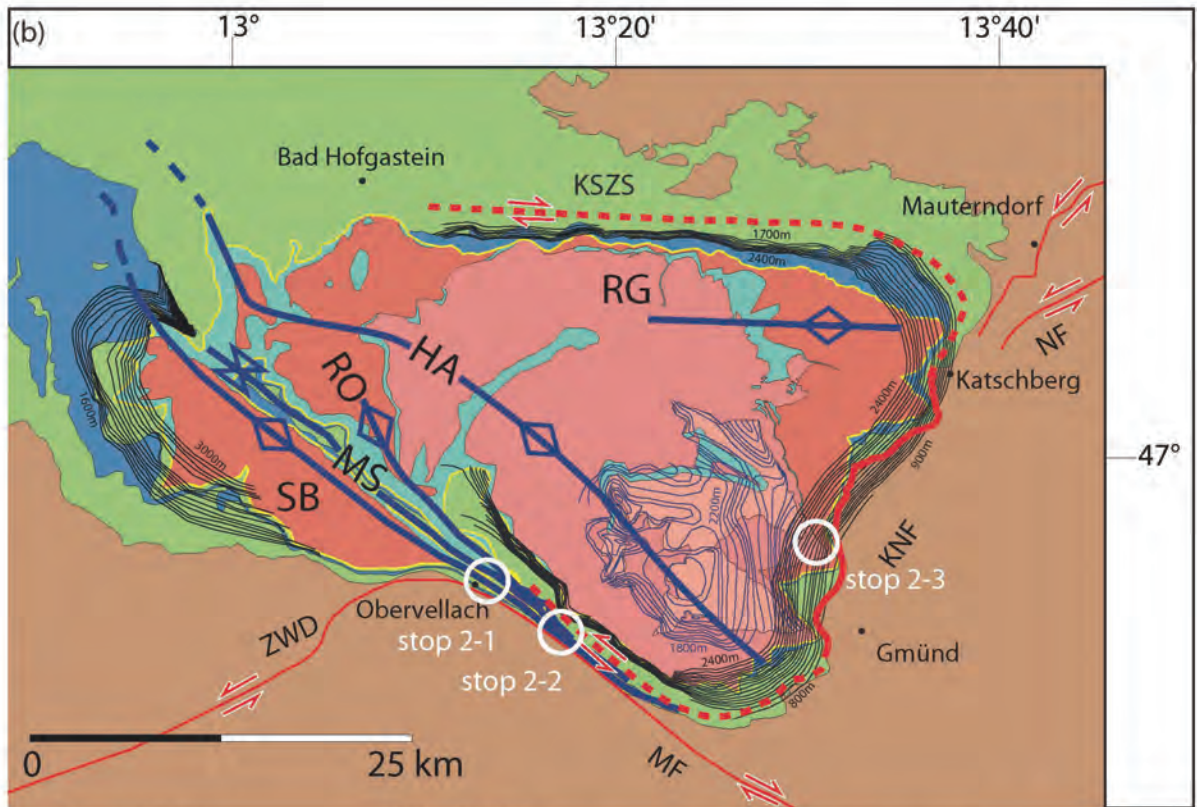 (b)
13°
13°20'
13°40'
Bad Hofgastein
KSZS
Mauterndorf
1700m
2400m
RG
NF
HA
RO
Katschberg
1600m
2400m
900m
47°
3000m
MS
SB
2200m
KNF
stop 2-3
Obervellach
ZWD
stop 2-1
1800m
Gmünd
stop 2-2
2400m
800m
MF
0
25 km